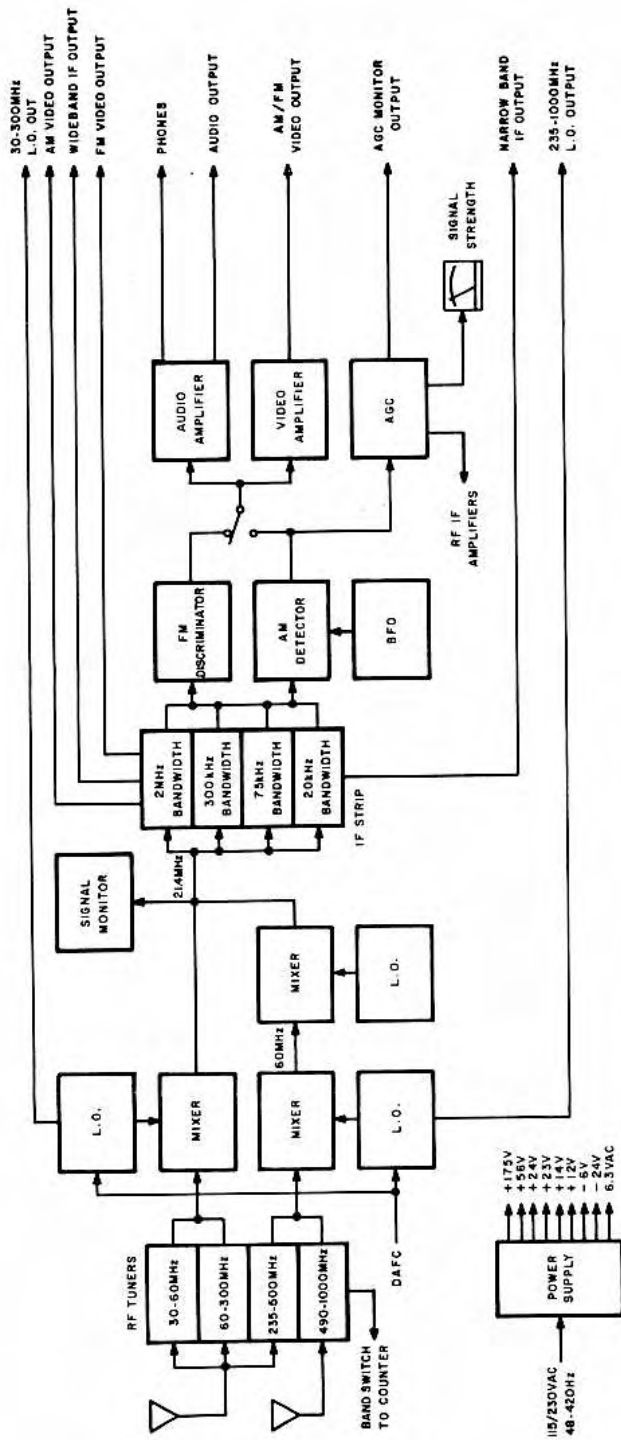 30-300MHz
L.O. OUT
AM VIDEO OUTPUT
WIDEBAND IF OUTPUT
FM VIDEO OUTPUT
PHONES
AUDIO OUTPUT
AM/FM
VIDEO OUTPUT
AGC MONITOR
OUTPUT
NARROW BAND
IF OUTPUT
235-1000MHz
L.O. OUTPUT
SIGNAL
STRENGTH
AUDIO
AMPLIFIER
VIDEO
AMPLIFIER
AGC
RF IF
AMPLIFIERS
FM
DISCRIMINATOR
AM
DETECTOR
BFO
2MHz
BANDWIDTH
300kHz
BANDWIDTH
75kHz
BANDWIDTH
20kHz
BANDWIDTH
IF STRIP
SIGNAL
MONITOR
21.4MHz
MIXER
L.O.
L.O.
MIXER
60MHz
MIXER
L.O.
DAFC
RF TUNERS
30-60MHz
60-300MHz
235-500MHz
490-1000MHz
BAND SWITCH
TO COUNTER
115/230VAC
48-420Hz
POWER
SUPPLY
+175V
+56V
+24V
+23V
+14V
+12V
-6V
-24V
6.3VAC